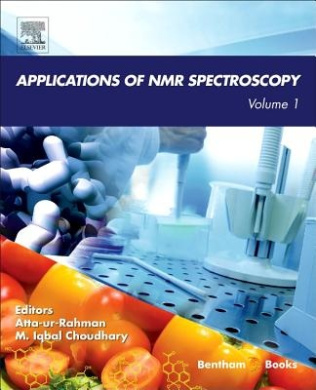 ELSEVIER
APPLICATIONS OF NMR SPECTROSCOPY
Volume 1
Editors
Atta-ur-Rahman
M. Iqbal Choudhary
Bentham Books